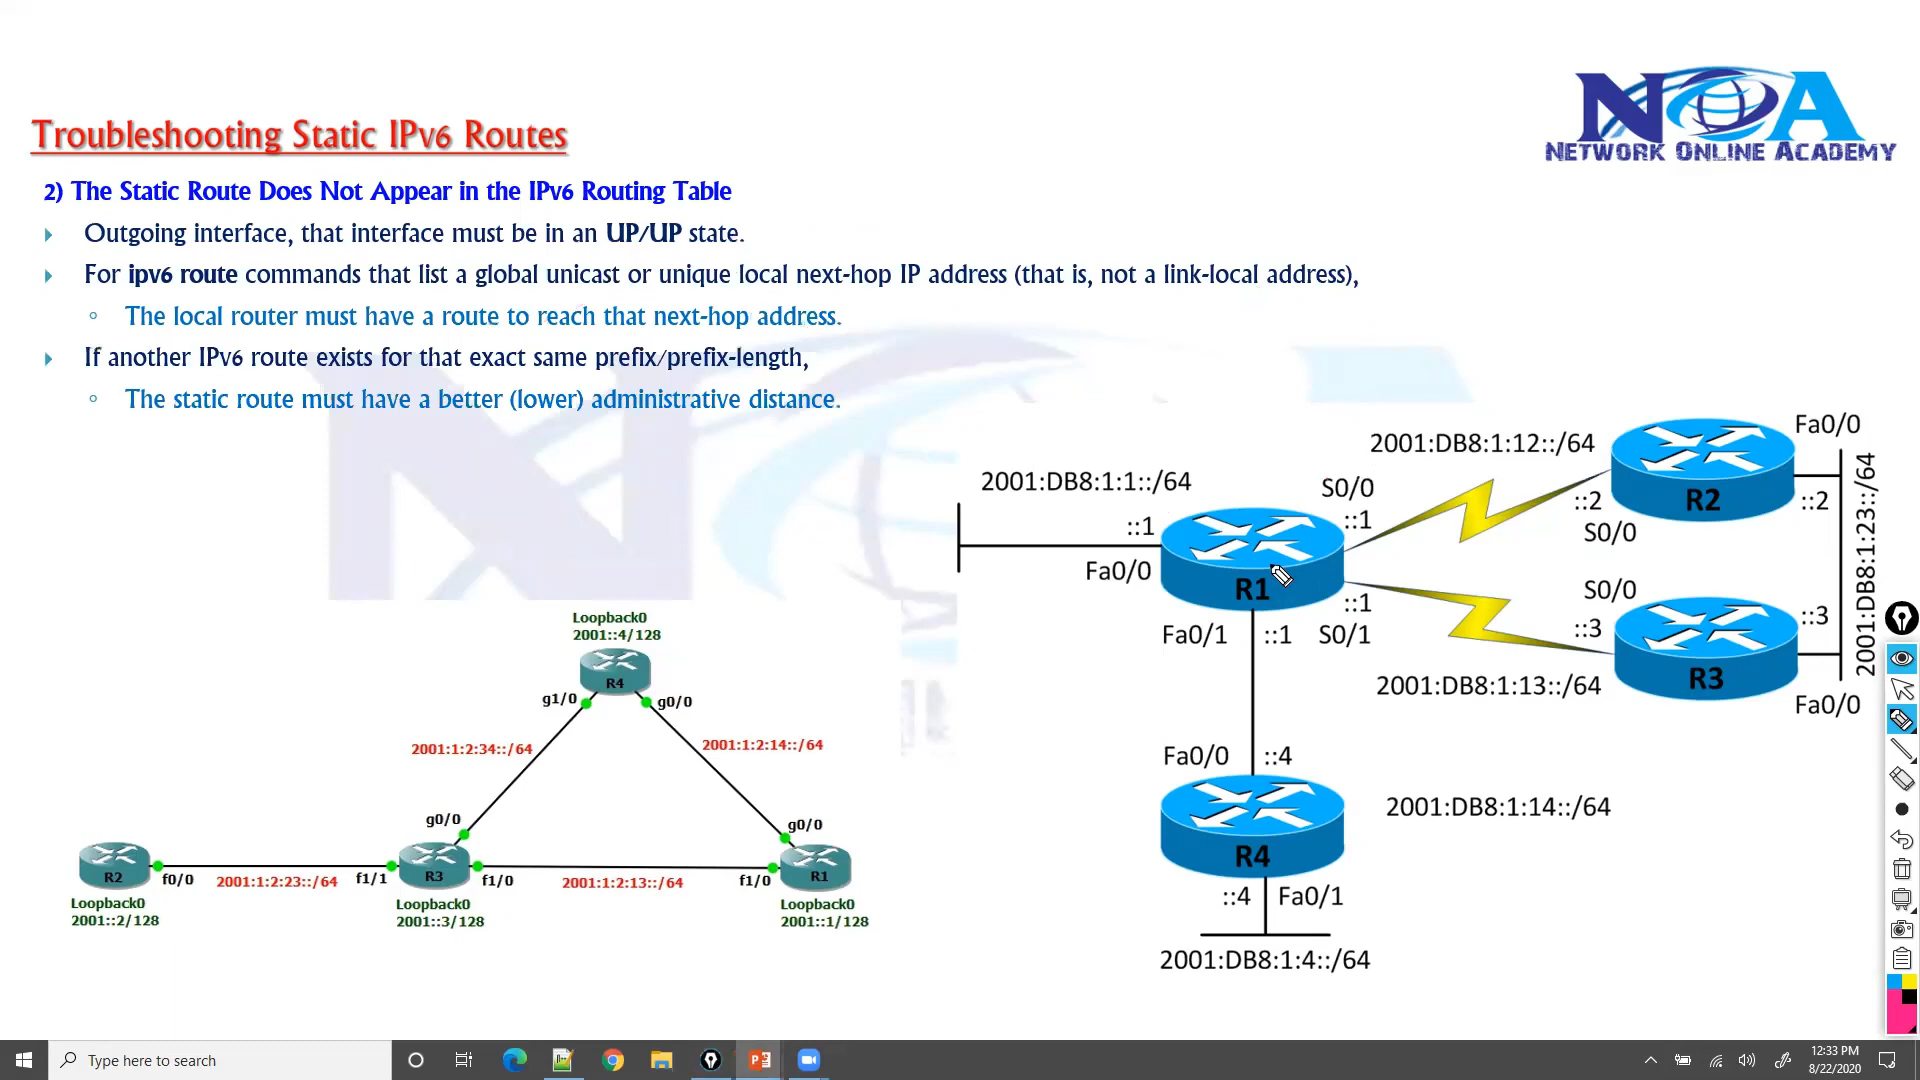 NOA
NETWORK ONLINE ACADEMY
Troubleshooting Static IPv6 Routes
2) The Static Route Does Not Appear in the IPv6 Routing Table
Outgoing interface, that interface must be in an UP/UP state.
For ipv6 route commands that list a global unicast or unique local next-hop IP address (that is, not a link-local address),
The local router must have a route to reach that next-hop address.
If another IPv6 route exists for that exact same prefix/prefix-length,
The static route must have a better (lower) administrative distance.
Loopback0
2001::4/128
R4
g1/0
g0/0
2001:1:2:34::/64
2001:1:2:14::/64
g0/0
g0/0
R2
f0/0
2001:1:2:23::/64
f1/1
R3
f1/0
2001:1:2:13::/64
f1/0
R1
Loopback0
2001::2/128
Loopback0
2001::3/128
Loopback0
2001::1/128
2001:DB8:1:1::/64
::1
Fa0/0
R1
S0/0
::1
2001:DB8:1:12::/64
::2
S0/0
R2
Fa0/0
::2
2001:DB8:1:23::/64
::1
S0/1
2001:DB8:1:13::/64
S0/0
::3
R3
::3
Fa0/0
Fa0/1
::1
Fa0/0
::4
R4
2001:DB8:1:14::/64
::4
Fa0/1
2001:DB8:1:4::/64
Type here to search
12:33 PM
8/22/2020